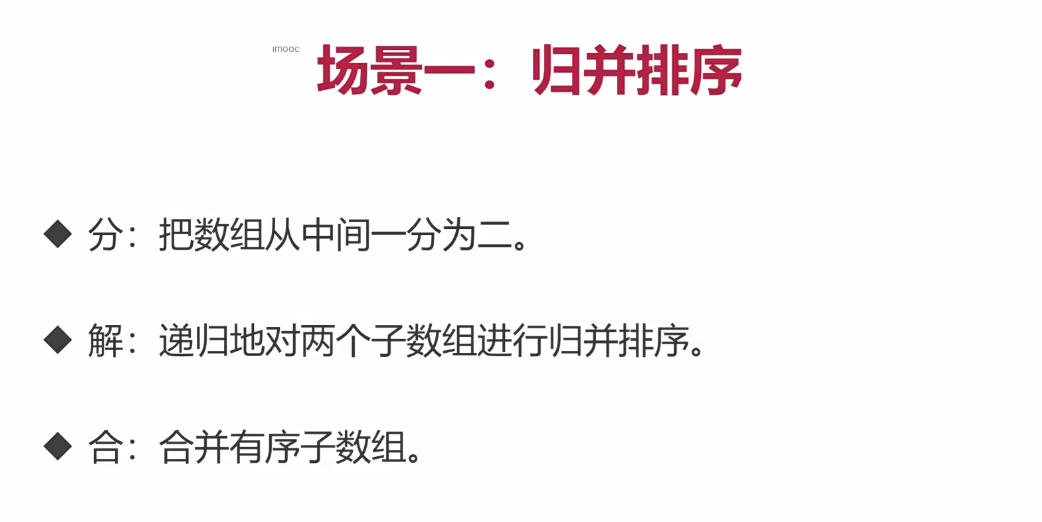 imooc
场景一：归并排序
◆ 分：把数组从中间一分为二。
◆ 解：递归地对两个子数组进行归并排序。
◆ 合：合并有序子数组。